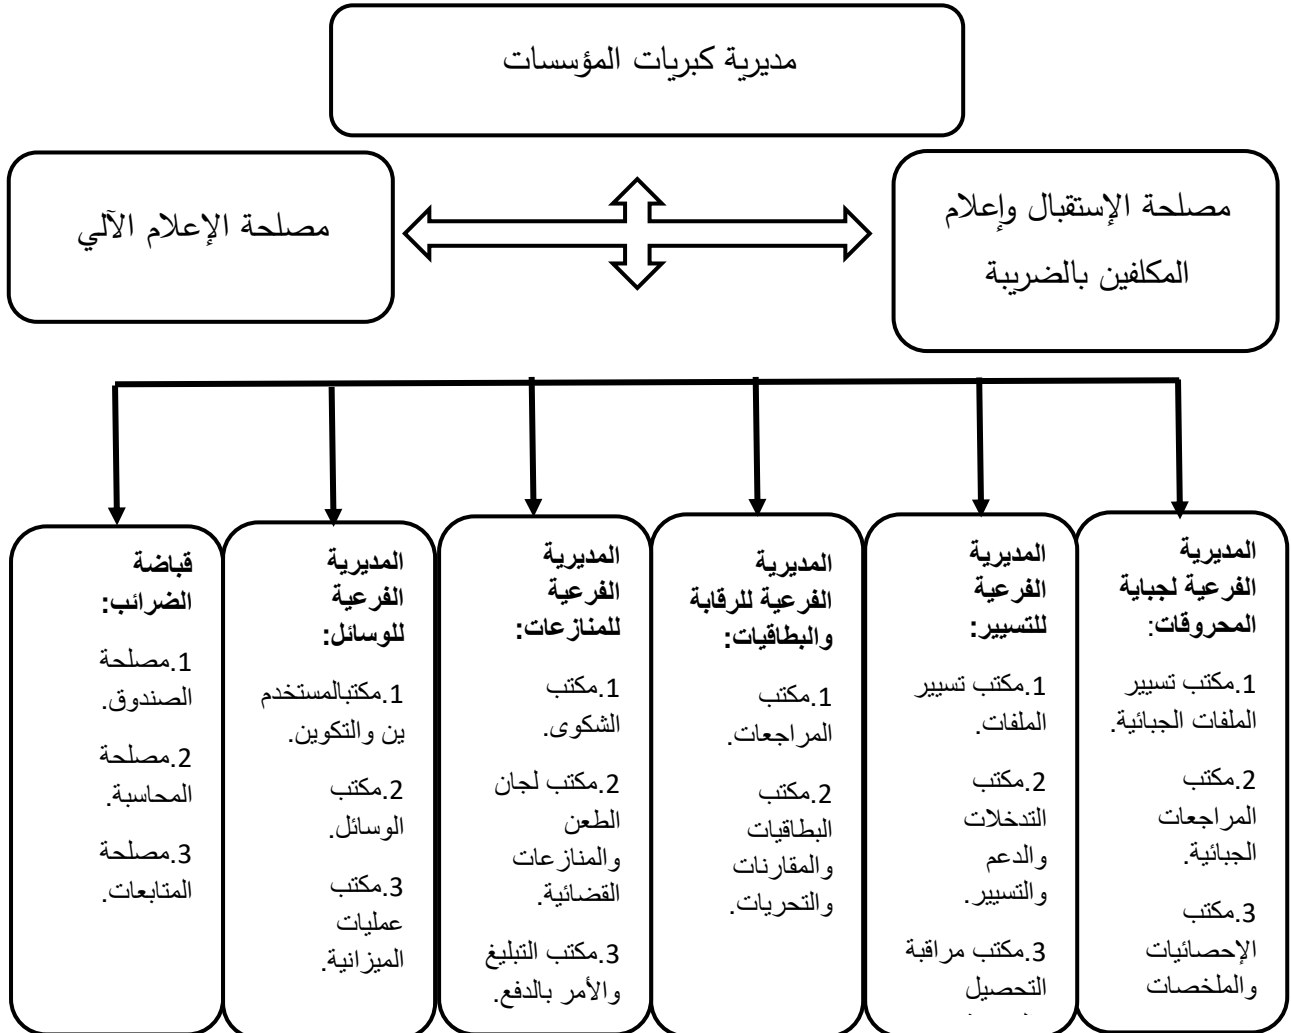 مديرية كبريات المؤسسات
مصلحة الإستقبال وإعلام
المكلفين بالضريبة
مصلحة الإعلام الآلي
المديرية
الفرعية لجباية
المحروقات:
1.مكتب تسيير
الملفات الجبائية.
2.مكتب
المراجعات
الجبائية.
3.مكتب
الإحصائيات
والملخصات
المديرية
الفرعية
للتسيير:
1.مكتب تسيير
الملفات.
2.مكتب
التدخلات
والدعم
والتسيير.
3.مكتب مراقبة
التحصيل
المديرية
الفرعية للرقابة
والبطاقيات:
1.مكتب
المراجعات.
2.مكتب
البطاقيات
والمقارنات
والتحريات.
المديرية
الفرعية
للمنازعات:
1.مكتب
الشكوى.
2.مكتب لجان
الطعن
والمنازعات
القضائية.
3.مكتب التبليغ
والأمر بالدفع.
المديرية
الفرعية
للوسائل:
1.مكتبالمستخدم
ين والتكوين.
2.مكتب
الوسائل.
3.مكتب
عمليات
الميزانية.
قباضة
الضرائب:
1.مصلحة
الصندوق.
2.مصلحة
المحاسبة.
3.مصلحة
المتابعات.